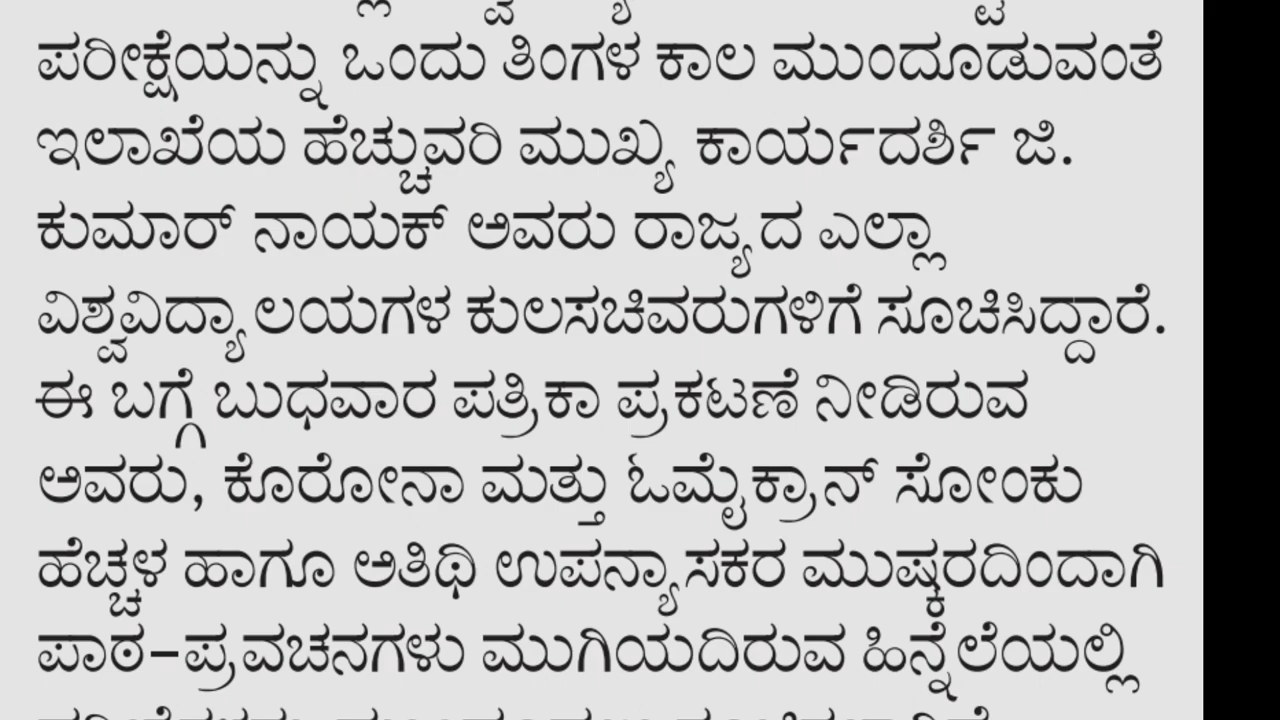 ಪರೀಕ್ಷೆಯನ್ನು ಒಂದು ತಿಂಗಳ ಕಾಲ ಮುಂದೂಡುವಂತೆ
ಇಲಾಖೆಯ ಹೆಚ್ಚುವರಿ ಮುಖ್ಯ ಕಾರ್ಯದರ್ಶಿ ಜಿ.
ಕುಮಾರ್ ನಾಯಕ್ ಅವರು ರಾಜ್ಯದ ಎಲ್ಲಾ
ವಿಶ್ವವಿದ್ಯಾಲಯಗಳ ಕುಲಸಚಿವರುಗಳಿಗೆ ಸೂಚಿಸಿದ್ದಾರೆ.
ಈ ಬಗ್ಗೆ ಬುಧವಾರ ಪತ್ರಿಕಾ ಪ್ರಕಟಣೆ ನೀಡಿರುವ
ಅವರು, ಕೊರೋನಾ ಮತ್ತು ಓಮೈಕ್ರಾನ್ ಸೋಂಕು
ಹೆಚ್ಚಳ ಹಾಗೂ ಅತಿಥಿ ಉಪನ್ಯಾಸಕರ ಮುಷ್ಕರದಿಂದಾಗಿ
ಪಾಠ-ಪ್ರವಚನಗಳು ಮುಗಿಯದಿರುವ ಹಿನ್ನೆಲೆಯಲ್ಲಿ